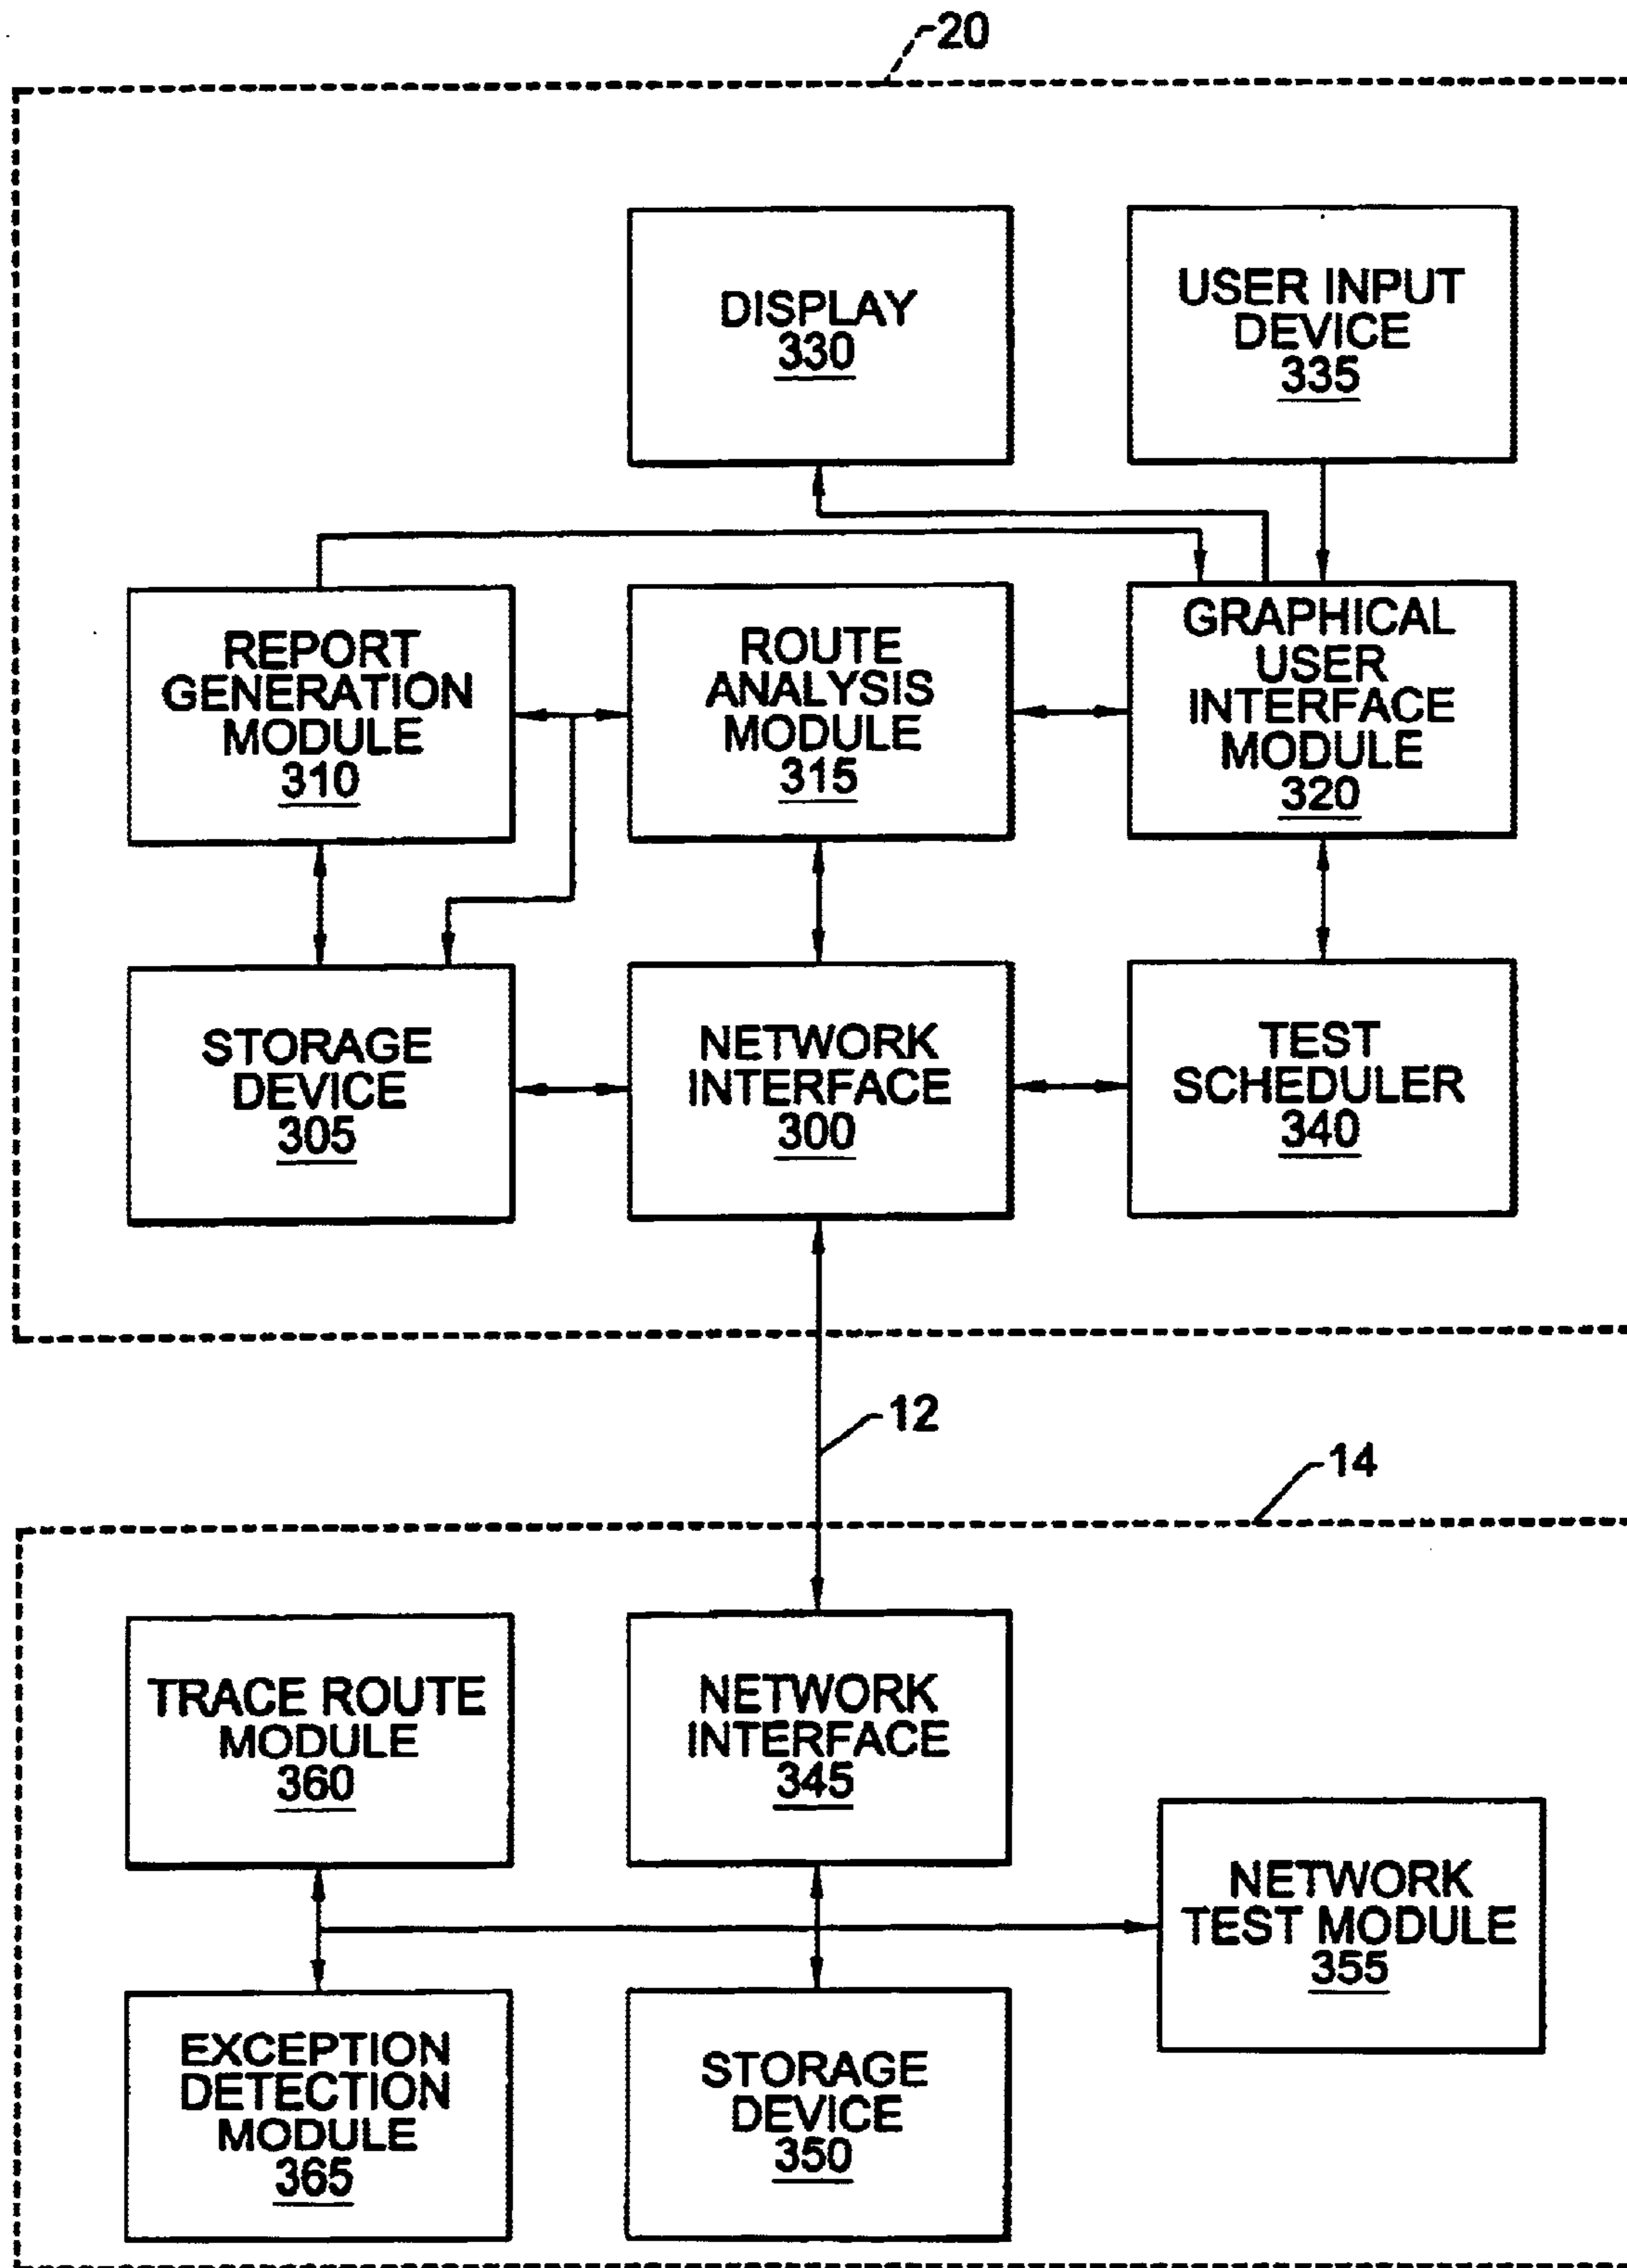 20
DISPLAY
330
USER INPUT
DEVICE
335
REPORT
GENERATION
MODULE
310
ROUTE
ANALYSIS
MODULE
315
GRAPHICAL
USER
INTERFACE
MODULE
320
STORAGE
DEVICE
305
NETWORK
INTERFACE
300
TEST
SCHEDULER
340
12
14
TRACE ROUTE
MODULE
360
NETWORK
INTERFACE
345
NETWORK
TEST MODULE
355
EXCEPTION
DETECTION
MODULE
365
STORAGE
DEVICE
350